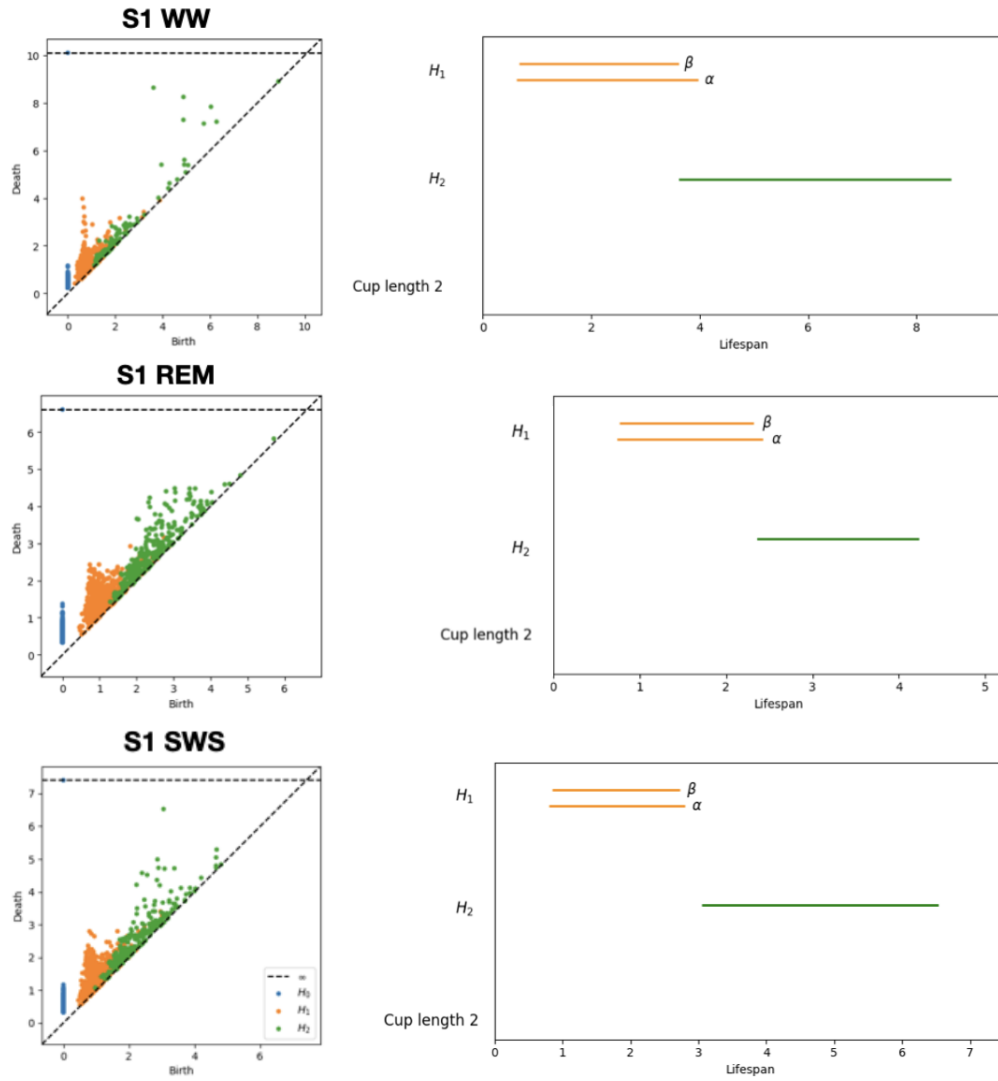 S1 WW
Death
10
8
6
4
2
0
0 2 4 6 8 10
Birth
H₁
β
α
H₂
Cup length 2
0 2 4 6 8
Lifespan
S1 REM
Death
6
5
4
3
2
1
0
0 1 2 3 4 5 6
Birth
H₁
β
α
H₂
Cup length 2
0 1 2 3 4 5
Lifespan
S1 SWS
Death
7
6
5
4
3
2
1
0
∞
H₀
H₁
H₂
0 2 4 6
Birth
H₁
β
α
H₂
Cup length 2
0 1 2 3 4 5 6 7
Lifespan